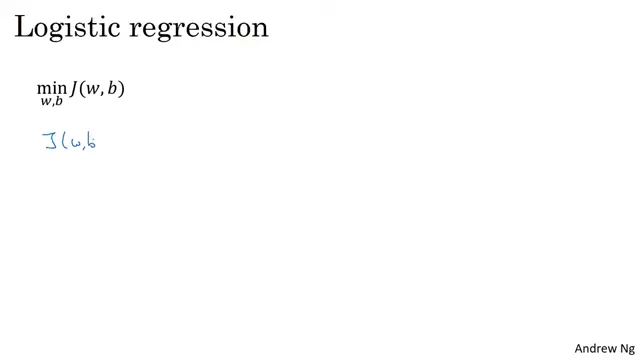 Logistic regression
min J(w, b)
w,b
J(w,b
Andrew Ng